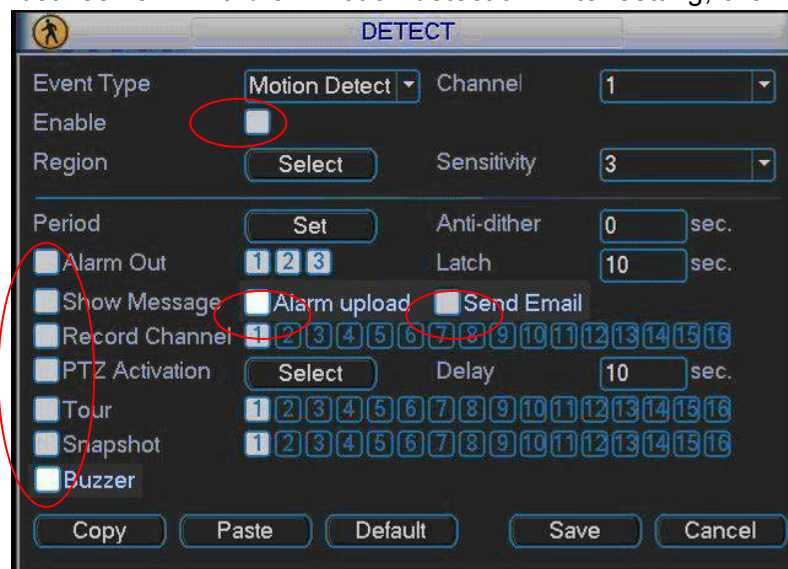 DETECT
Event Type Motion Detect Channel 1
Enable
Region Select Sensitivity 3
Period Set Anti-dither 0 sec.
Alarm Out 1 2 3 Latch 10 sec.
Show Message Alarm upload Send Email
Record Channel 1 2 3 4 5 6 7 8 9 10 11 12 13 14 15 16
PTZ Activation Select Delay 10 sec.
Tour 1 2 3 4 5 6 7 8 9 10 11 12 13 14 15 16
Snapshot 1 2 3 4 5 6 7 8 9 10 11 12 13 14 15 16
Buzzer
Copy Paste Default Save Cancel